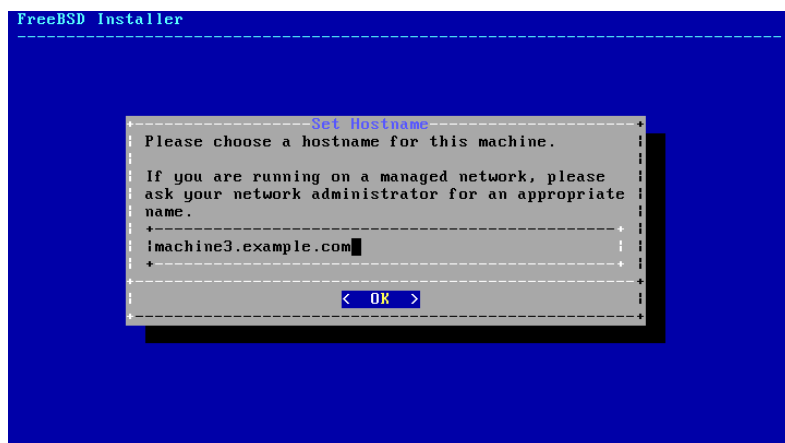 FreeBSD Installer
Set Hostname
Please choose a hostname for this machine.
If you are running on a managed network, please
ask your network administrator for an appropriate
name.
machine3.example.com
< OK >